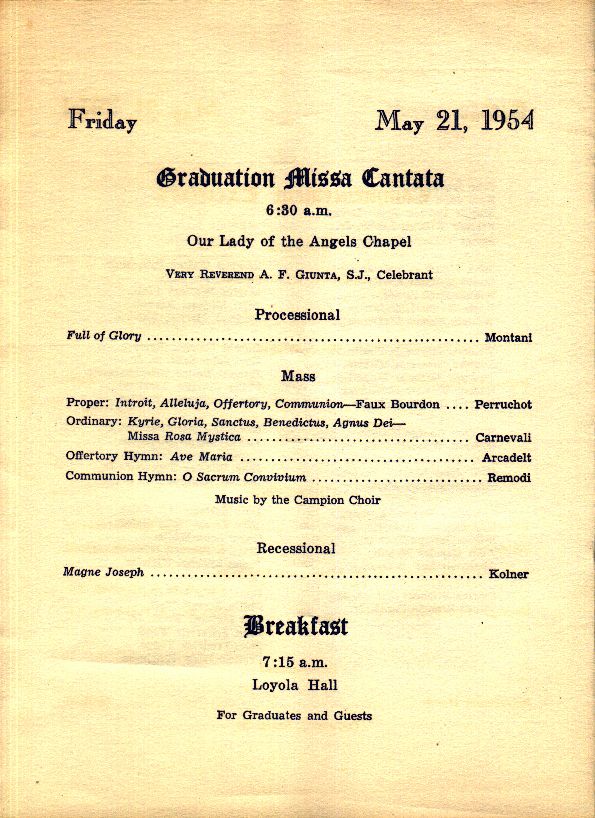 Friday May 21, 1954
Graduation Missa Cantata
6:30 a.m.
Our Lady of the Angels Chapel
Very Reverend A. F. Giunta, S.J., Celebrant
Processional
Full of Glory ...................................................... Montani
Mass
Proper: Introit, Alleluja, Offertory, Communion—Faux Bourdon .... Perruchot
Ordinary: Kyrie, Gloria, Sanctus, Benedictus, Agnus Dei—
Missa Rosa Mystica .................................... Carnevali
Offertory Hymn: Ave Maria ...................................... Arcadelt
Communion Hymn: O Sacrum Convivium ............................ Remodi
Music by the Campion Choir
Recessional
Magne Joseph ...................................................... Kolner
Breakfast
7:15 a.m.
Loyola Hall
For Graduates and Guests